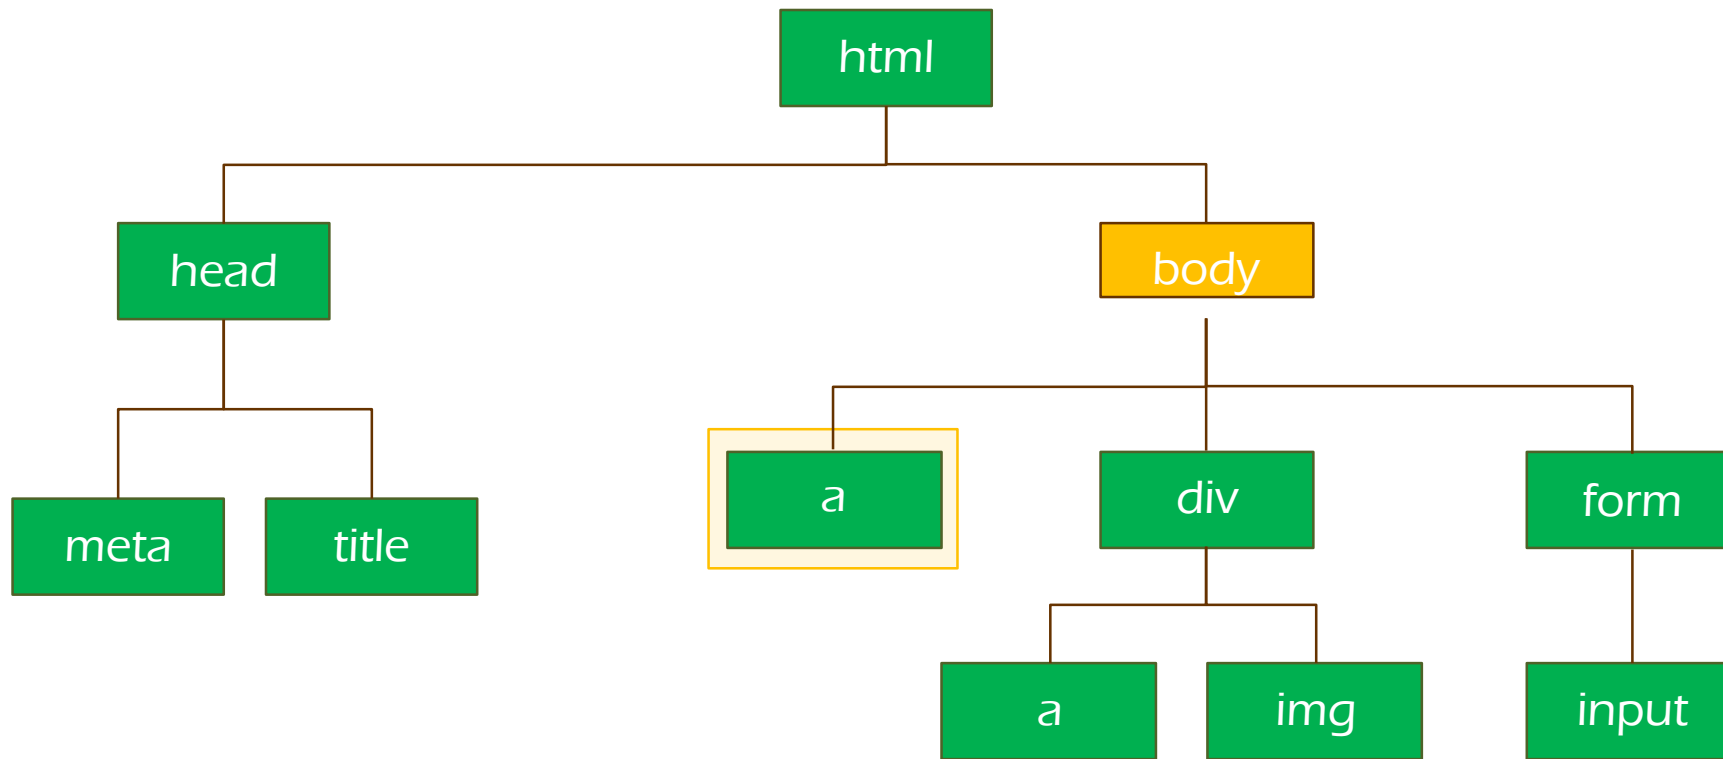 html
head
body
a
div
form
meta
title
a
img
input